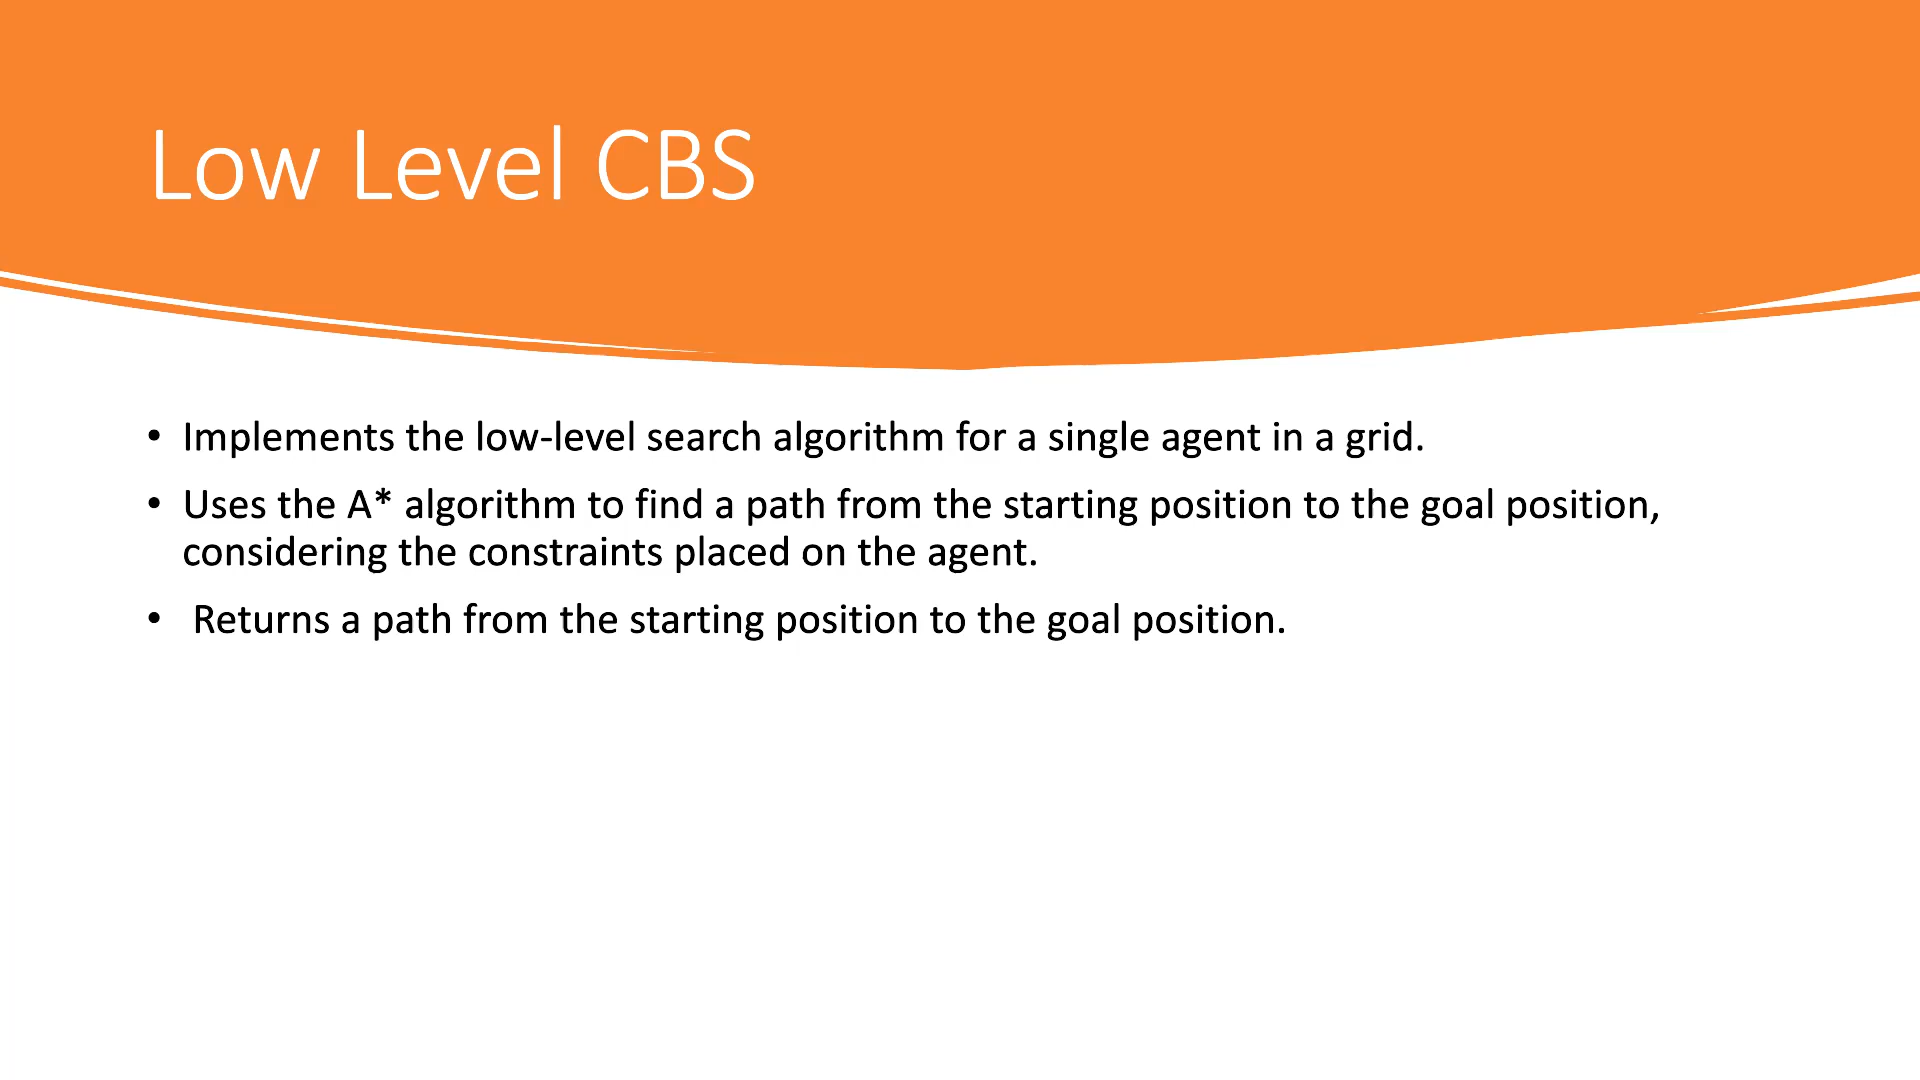 Low Level CBS
• Implements the low-level search algorithm for a single agent in a grid.
• Uses the A* algorithm to find a path from the starting position to the goal position,
considering the constraints placed on the agent.
• Returns a path from the starting position to the goal position.